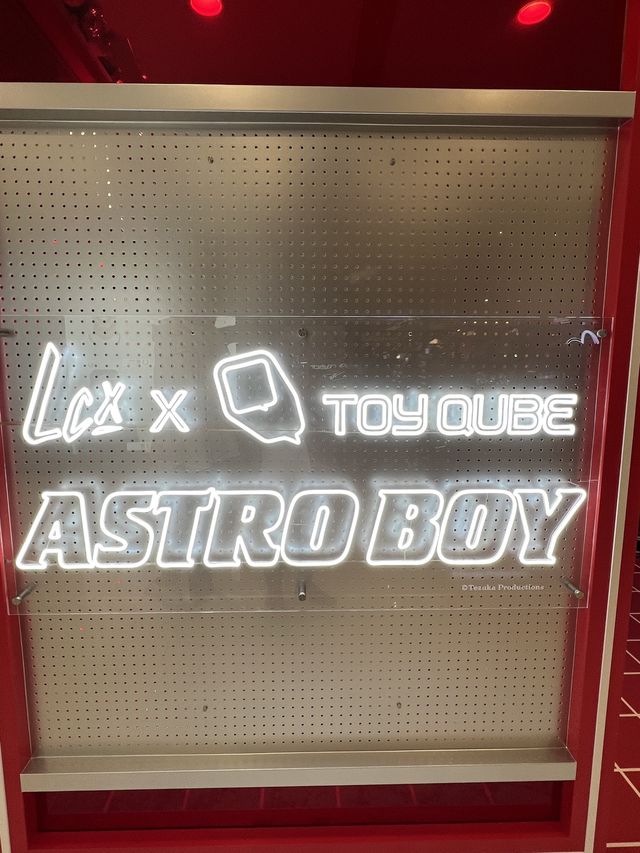 Lcx x TOY QUBE
ASTRO BOY
©Tezuka Productions